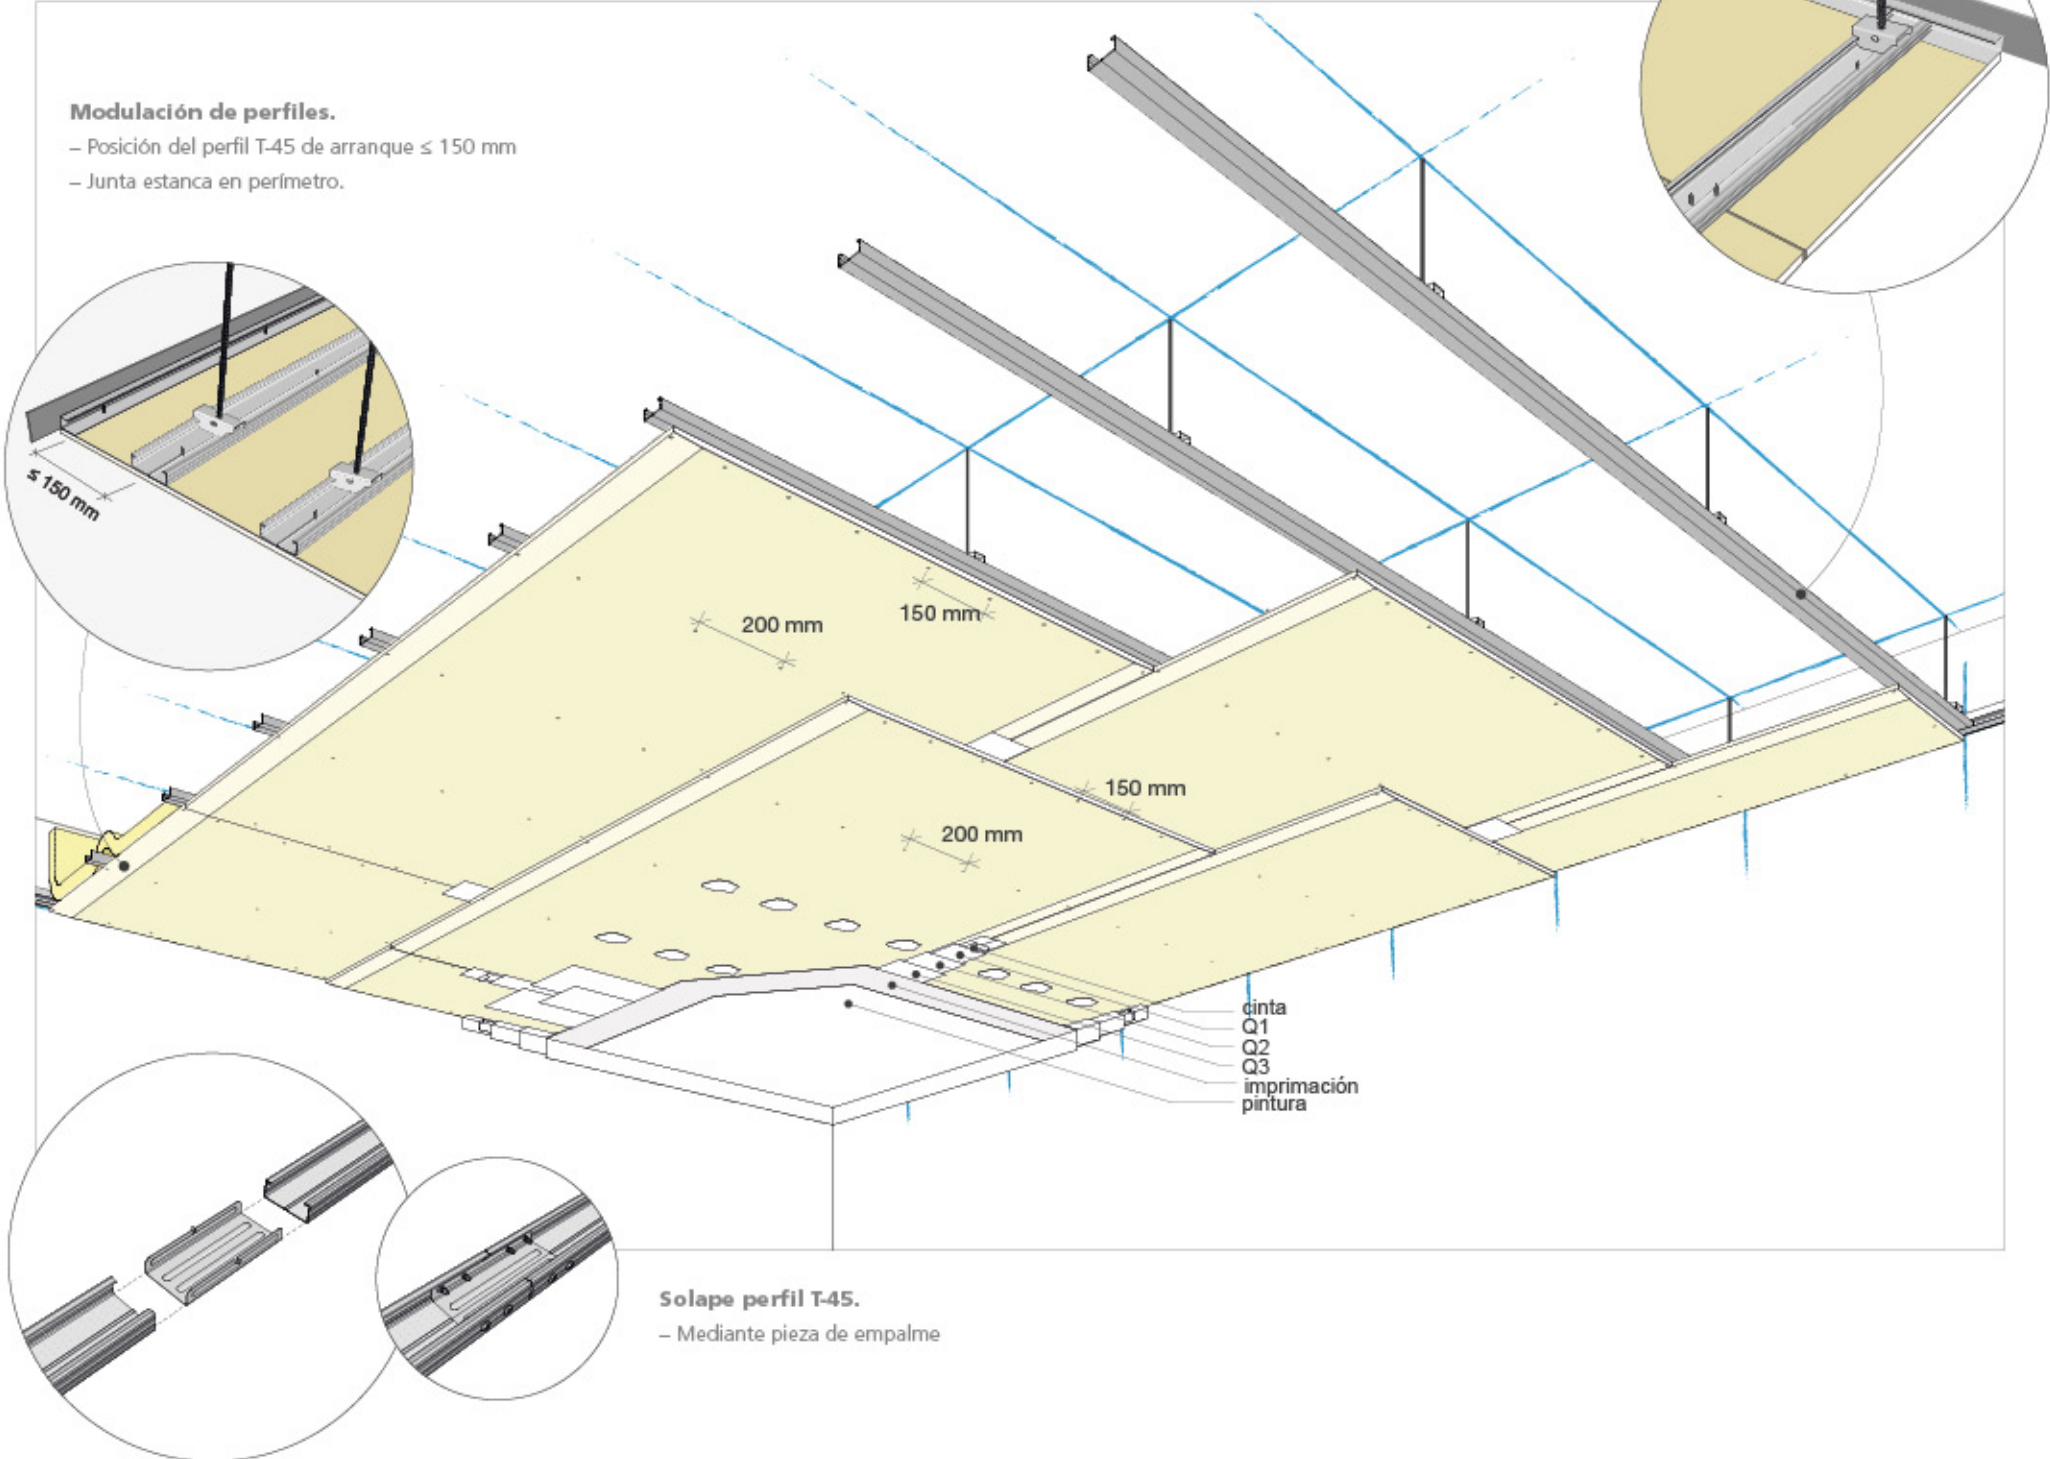 Modulación de perfiles.
– Posición del perfil T-45 de arranque ≤ 150 mm
– Junta estanca en perímetro.
≤ 150 mm
200 mm
150 mm
150 mm
200 mm
cinta
Q1
Q2
Q3
imprimación
pintura
Solape perfil T-45.
– Mediante pieza de empalme